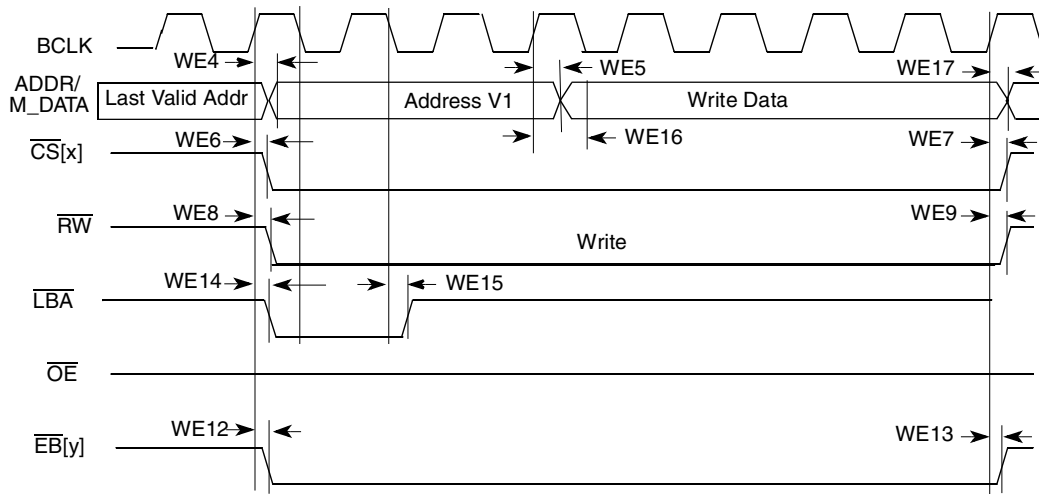 BCLK
WE4
WE5
WE17
ADDR/
M_DATA
Last Valid Addr
Address V1
Write Data
WE6
WE16
WE7
CS[x]
WE8
WE9
RW
Write
WE14
WE15
LBA
OE
WE12
WE13
EB[y]